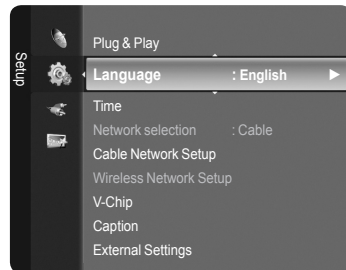 Setup
Plug & Play
Language : English
Time
Network selection : Cable
Cable Network Setup
Wireless Network Setup
V-Chip
Caption
External Settings